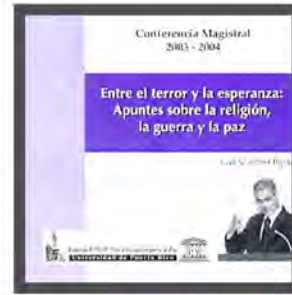 Conferencia Magistral
2003 - 2004
Entre el terror y la esperanza:
Apuntes sobre la religión,
la guerra y la paz
Universidad de Puerto Rico